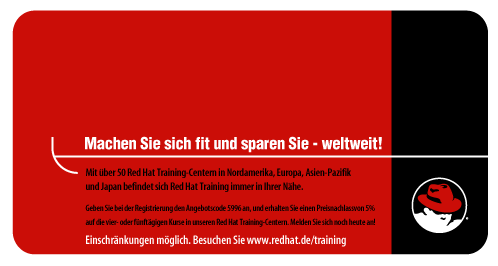 Machen Sie sich fit und sparen Sie - weltweit!
Mit über 50 Red Hat Training-Centern in Nordamerika, Europa, Asien-Pazifik
und Japan befindet sich Red Hat Training immer in Ihrer Nähe.
Geben Sie bei der Registrierung den Angebotscode 5996 an, und erhalten Sie einen Preisnachlass von 5%
auf die vier- oder fünftägigen Kurse in unseren Red Hat Training-Centern. Melden Sie sich noch heute an!
Einschränkungen möglich. Besuchen Sie www.redhat.de/training